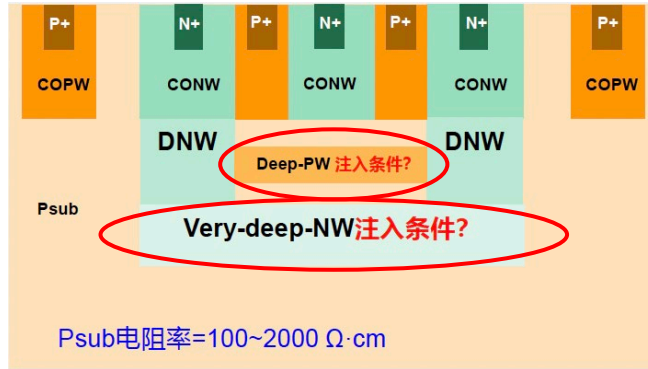 P+ N+ P+ N+ P+ N+ P+
COPW CONW CONW CONW COPW
DNW DNW
Deep-PW 注入条件?
Psub
Very-deep-NW注入条件?
Psub电阻率=100~2000 Ω·cm